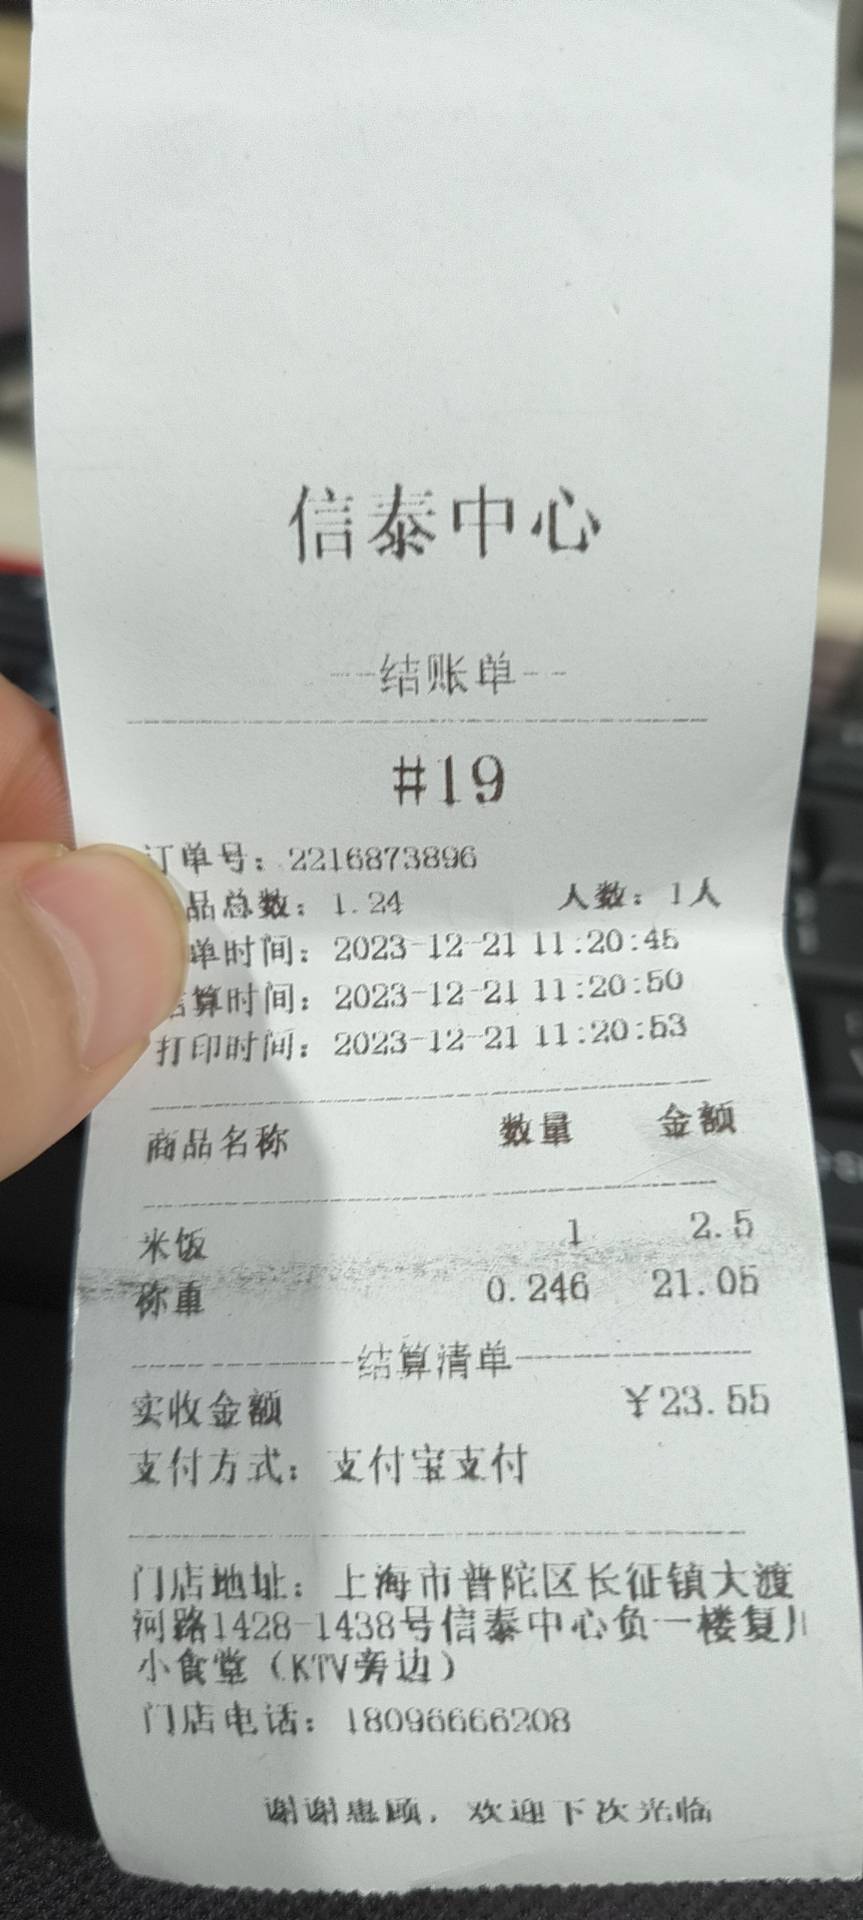 信泰中心
--结账单--
#19
订单号：2216873896
品总数：1.24 人数：1人
单时间：2023-12-21 11:20:45
结算时间：2023-12-21 11:20:50
打印时间：2023-12-21 11:20:53
商品名称 数量 金额
米饭 1 2.5
称重 0.246 21.05
结算清单
实收金额 ￥23.55
支付方式：支付宝支付
门店地址：上海市普陀区长征镇大渡
河路1428-1438号信泰中心负一楼复
小食堂（KTV旁边）
门店电话：18096666208
谢谢惠顾，欢迎下次光临